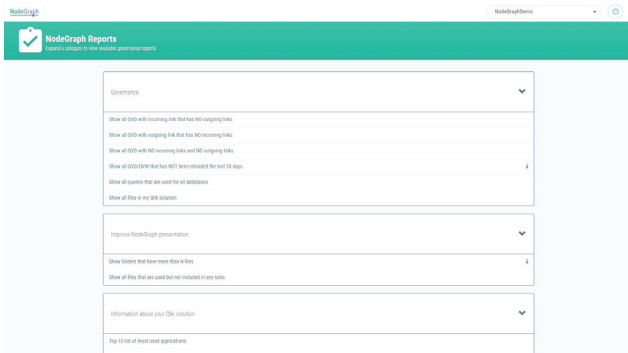 NodeGraph
NodeGraphDemo
NodeGraph Reports
Expand a category to view available governance reports
Governance
Show all QVD with incoming link that has NO outgoing links
Show all QVD with outgoing link that has NO incoming links
Show all QVD with NO incoming links and NO outgoing links
Show all QVD/QVW that has NOT been reloaded the last 30 days
Show all queries that are used for all databases
Show all files in my Qlik Solution
Improve NodeGraph presentation
Show folders that have more than N files
Show all files that are used but not included in any rules
Information about your Qlik solution
Top 10 list of most used applications